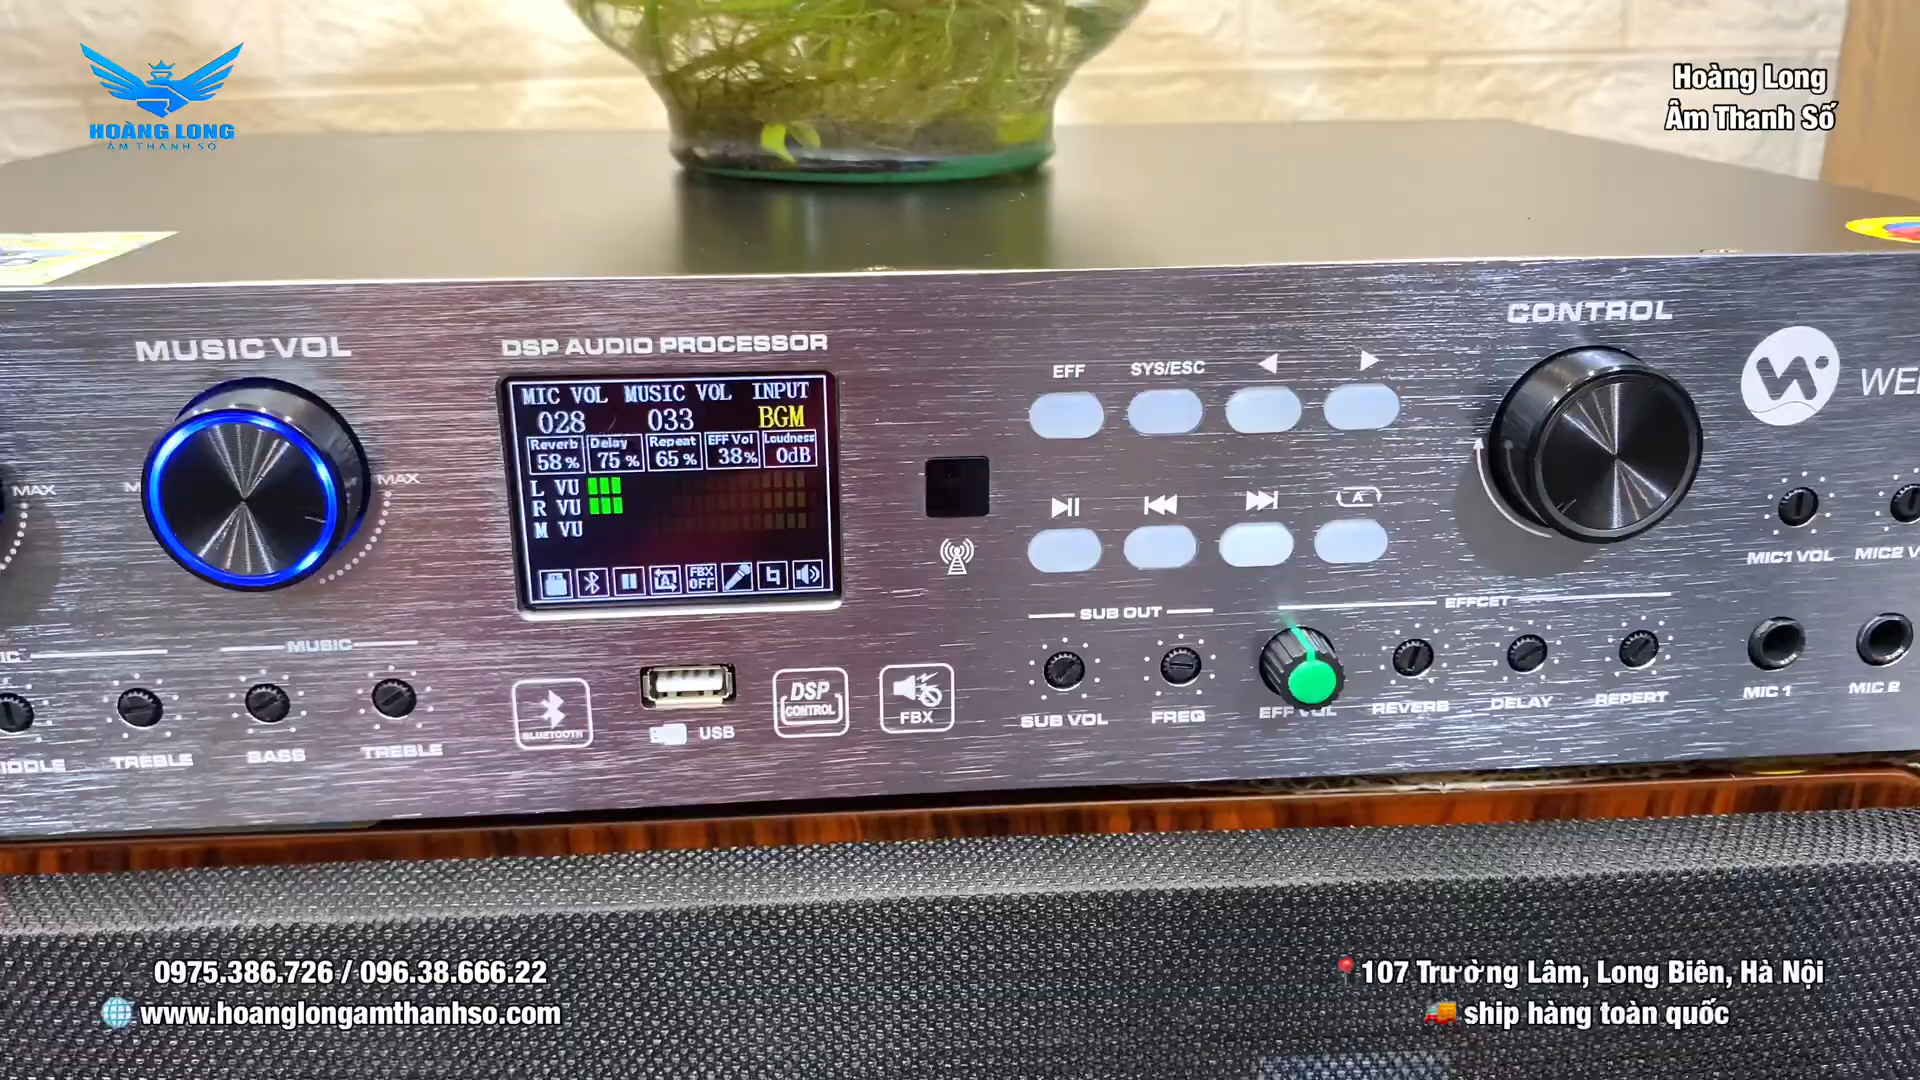 HOÀNG LONG
ÂM THANH SỐ
Hoàng Long
Âm Thanh Số
MUSIC VOL
MAX
MAX
DSP AUDIO PROCESSOR
MIC VOL MUSIC VOL INPUT
028 033 BGM
Reverb Delay Repeat EFF Vol Loudness
58% 75% 65% 38% 0dB
L VU
R VU
M VU
FBX
OFF
EFF
SYS/ESC
A
CONTROL
W
MIC1 VOL
MIC2 V
SUB OUT
EFFCET
SUB VOL
FREQ
EFF VOL
REVERB
DELAY
REPERT
MIC 1
MIC 2
MUSIC
TREBLE
BASS
TREBLE
BLUETOOTH
USB
DSP
CONTROL
FBX
0975.386.726 / 096.38.666.22
www.hoanglongamthanhso.com
107 Trường Lâm, Long Biên, Hà Nội
ship hàng toàn quốc